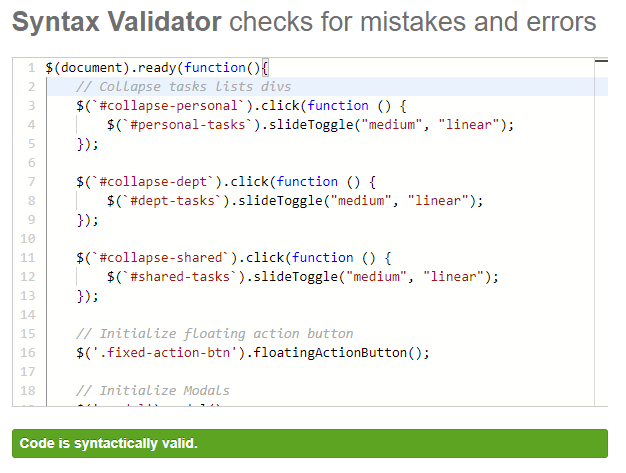 Syntax Validator checks for mistakes and errors
1 $(document).ready(function(){
2 // Collapse tasks lists divs
3 $(`#collapse-personal`).click(function () {
4 $(`#personal-tasks`).slideToggle("medium", "linear");
5 });
6
7 $(`#collapse-dept`).click(function () {
8 $(`#dept-tasks`).slideToggle("medium", "linear");
9 });
10
11 $(`#collapse-shared`).click(function () {
12 $(`#shared-tasks`).slideToggle("medium", "linear");
13 });
14
15 // Initialize floating action button
16 $('.fixed-action-btn').floatingActionButton();
17
18 // Initialize Modals
Code is syntactically valid.